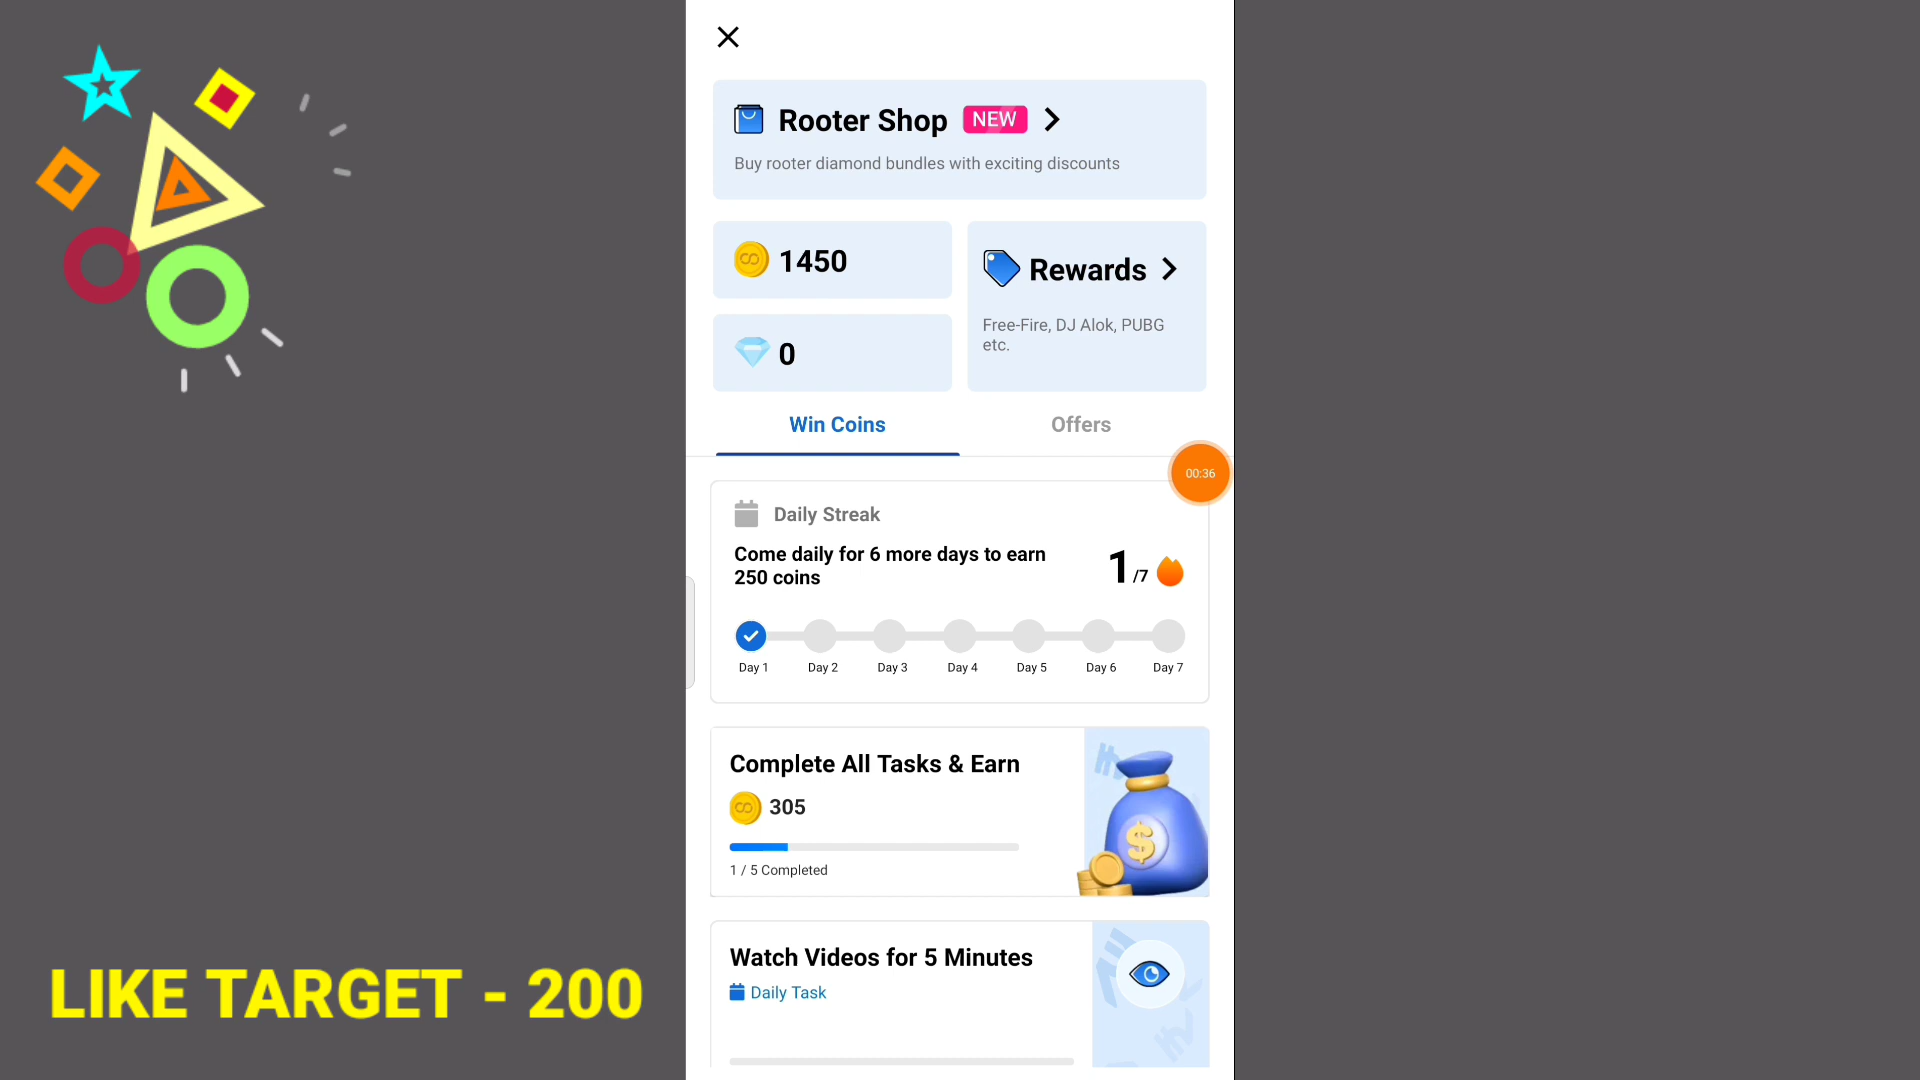 Rooter Shop NEW
Buy rooter diamond bundles with exciting discounts
1450
0
Rewards
Free-Fire, DJ Alok, PUBG
etc.
Win Coins
Offers
00:36
Daily Streak
Come daily for 6 more days to earn
250 coins
1/7
Day 1 Day 2 Day 3 Day 4 Day 5 Day 6 Day 7
Complete All Tasks & Earn
305
1 / 5 Completed
Watch Videos for 5 Minutes
Daily Task
LIKE TARGET - 200